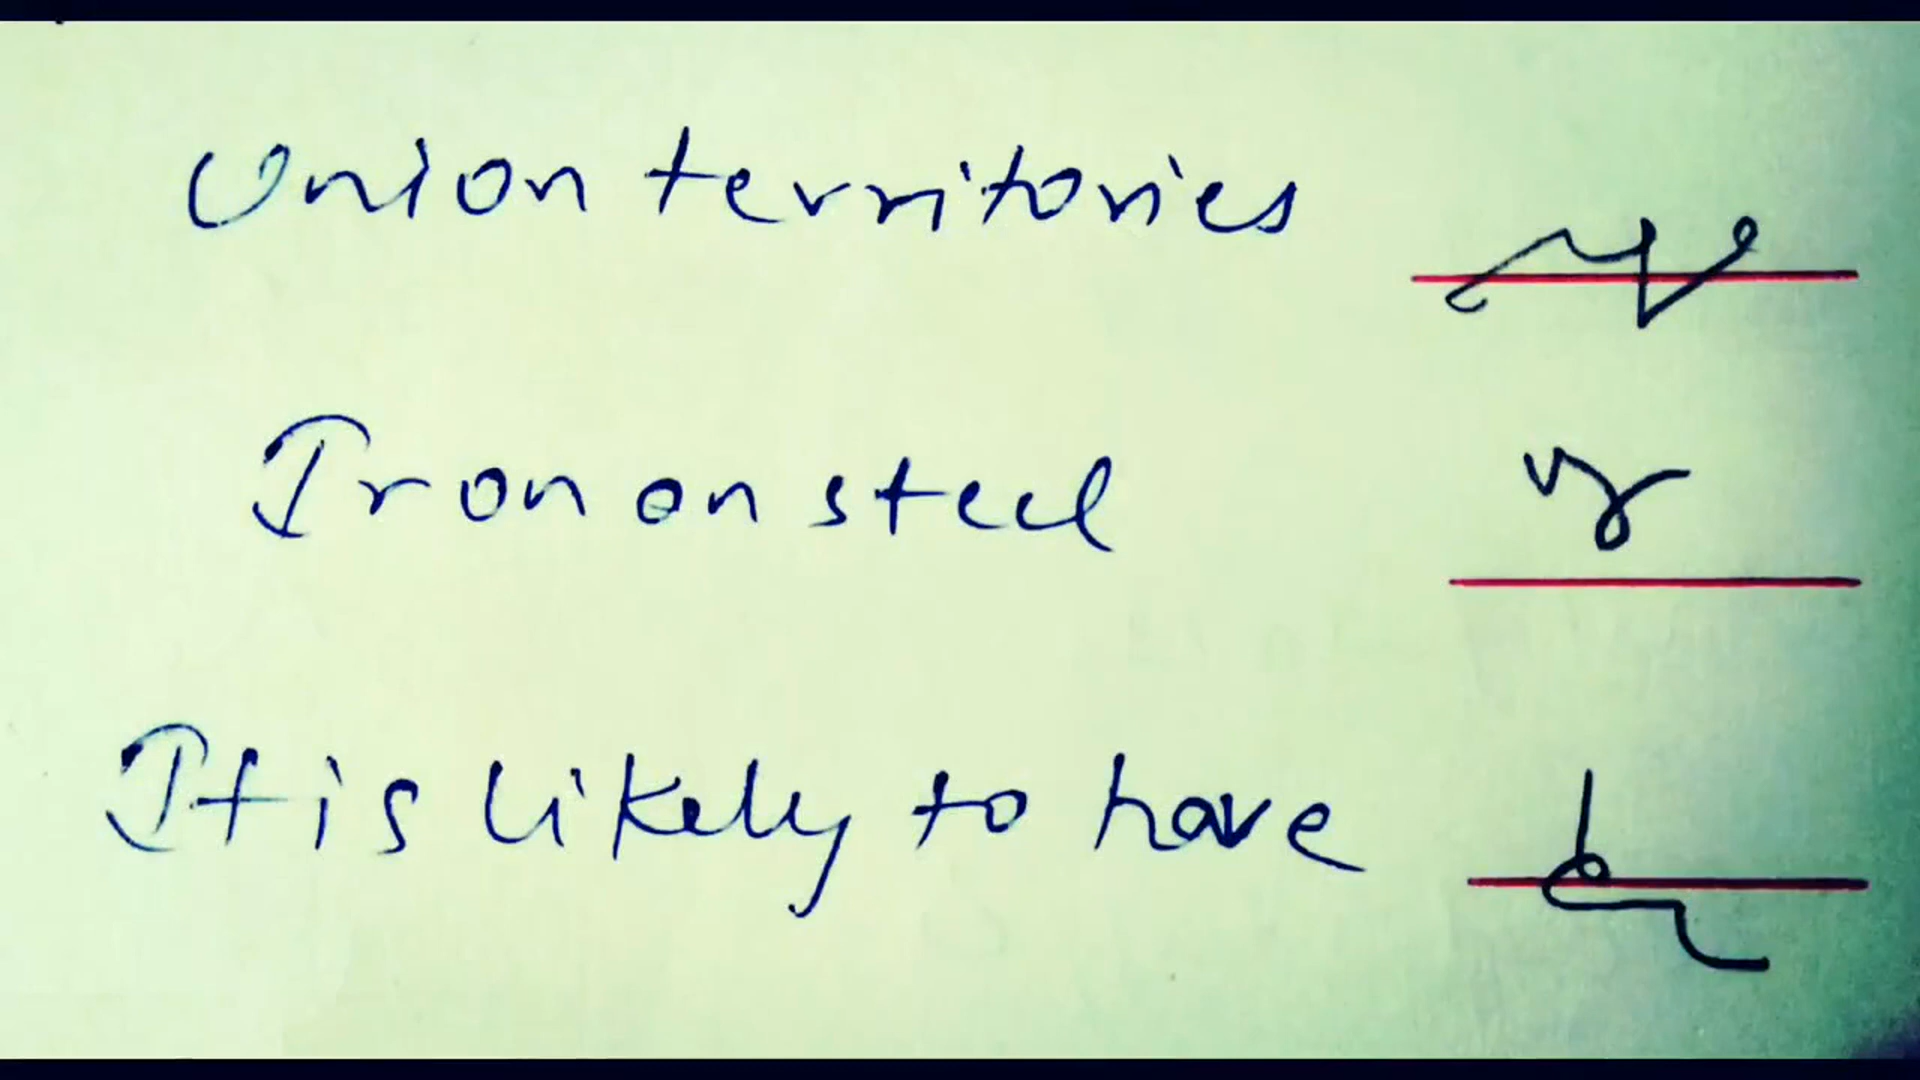 Union territories
Iron on steel
It is likely to have